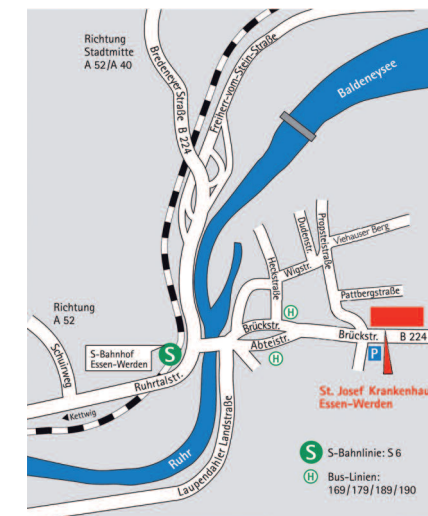 Richtung
Stadtmitte
A 52/A 40
Bredeneyer Straße B 224
Freiherr-vom-Stein-Straße
Baldeneysee
Propsteistraße
Dudenstr.
Viehauser Berg
Heckstraße
Wigstr.
Pattbergstraße
Richtung
A 52
H
Brückstr.
Brückstr.
B 224
Schuirweg
S-Bahnhof
Essen-Werden
S
Abteistr.
H
P
Ruhrtalstr.
St. Josef Krankenhau
Essen-Werden
Kettwig
Ruhr
Laupendahler Landstraße
S S-Bahnlinie: S 6
H Bus-Linien:
169/179/189/190